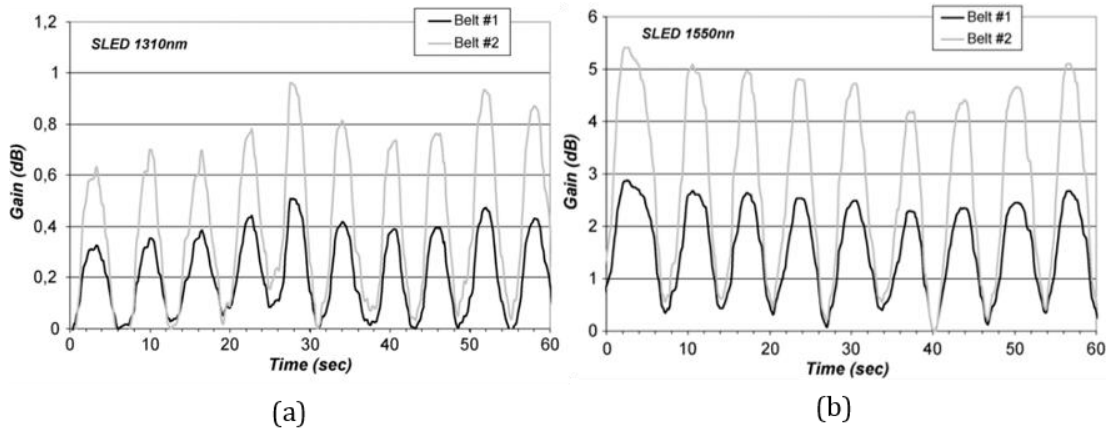 1,2
1
0,8
0,6
0,4
0,2
0
Gain (dB)
SLED 1310nm
Belt #1
Belt #2
0 10 20 30 40 50 60
Time (sec)
(a)
6
5
4
3
2
1
0
Gain (dB)
SLED 1550nn
Belt #1
Belt #2
0 10 20 30 40 50 60
Time (sec)
(b)